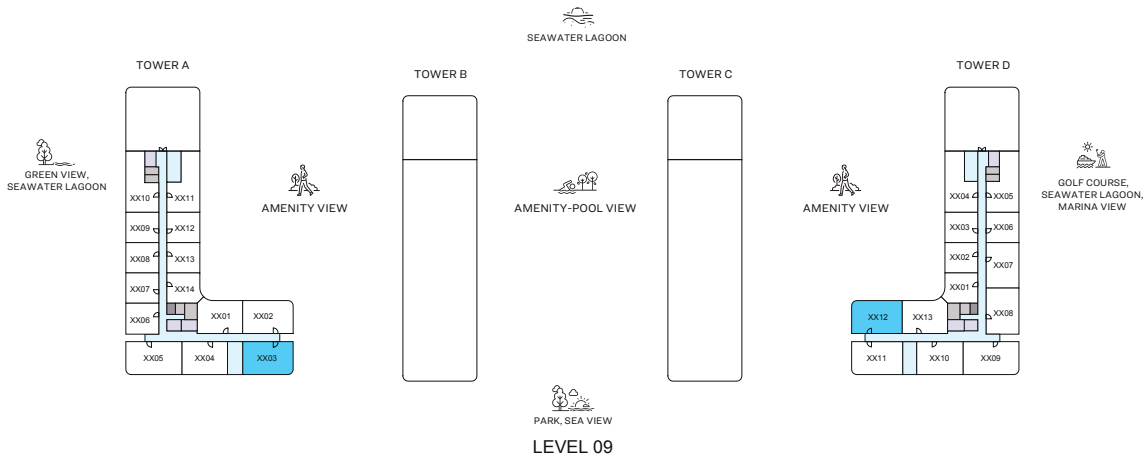 SEAWATER LAGOON
TOWER A
TOWER B
TOWER C
TOWER D
GREEN VIEW,
SEAWATER LAGOON
AMENITY VIEW
AMENITY-POOL VIEW
AMENITY VIEW
GOLF COURSE,
SEAWATER LAGOON,
MARINA VIEW
XX10
XX11
XX09
XX12
XX08
XX13
XX07
XX14
XX06
XX01
XX02
XX05
XX04
XX03
XX04
XX05
XX03
XX06
XX02
XX07
XX01
XX12
XX13
XX08
XX11
XX10
XX09
PARK, SEA VIEW
LEVEL 09